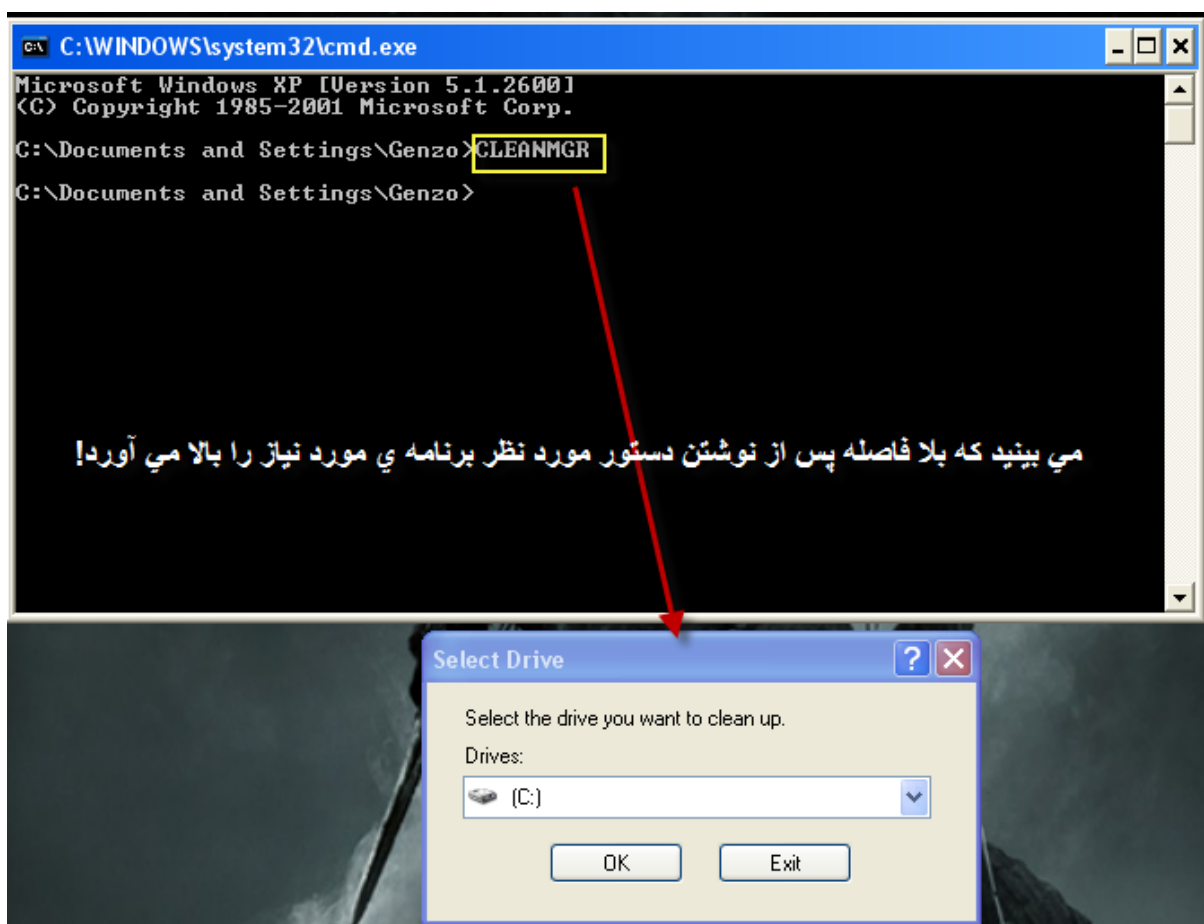 C:\WINDOWS\system32\cmd.exe
Microsoft Windows XP [Version 5.1.2600]
(C) Copyright 1985-2001 Microsoft Corp.
C:\Documents and Settings\Genzo>CLEANMGR
C:\Documents and Settings\Genzo>
مي بينيد که بلا فاصله پس از نوشتن دستور مورد نظر برنامه ي مورد نياز را بالا مي آورد!
Select Drive
Select the drive you want to clean up.
Drives:
(C:)
OK Exit